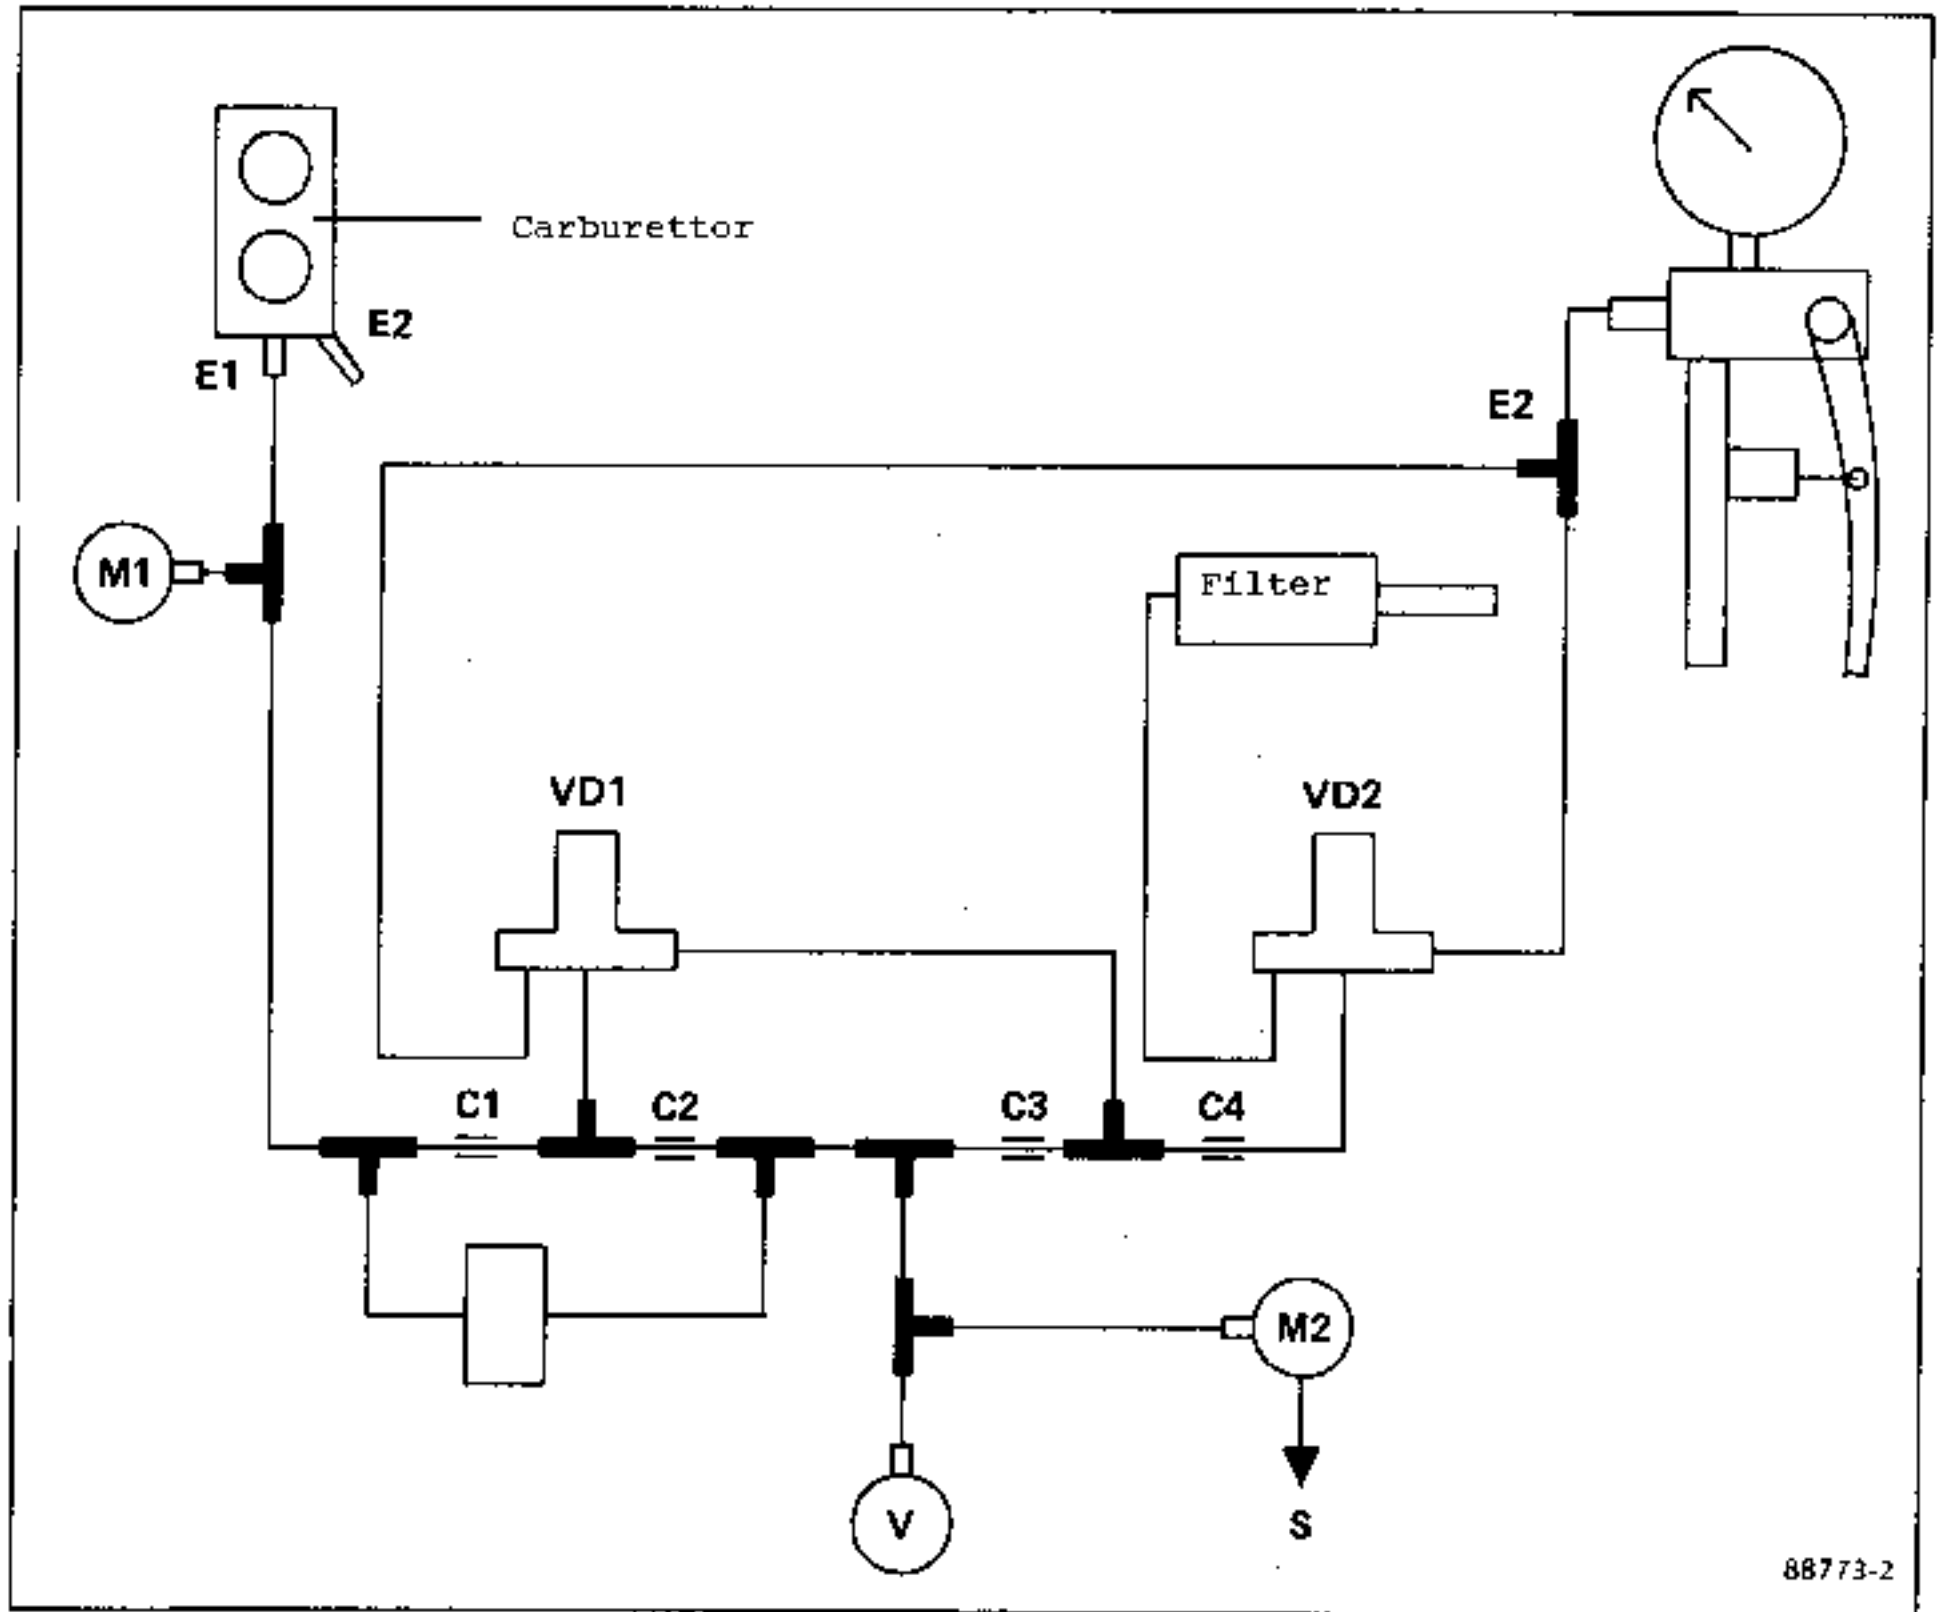 Carburettor
E2
E1
E2
M1
Filter
VD1
VD2
C1
C2
C3
C4
M2
V
S
88773-2